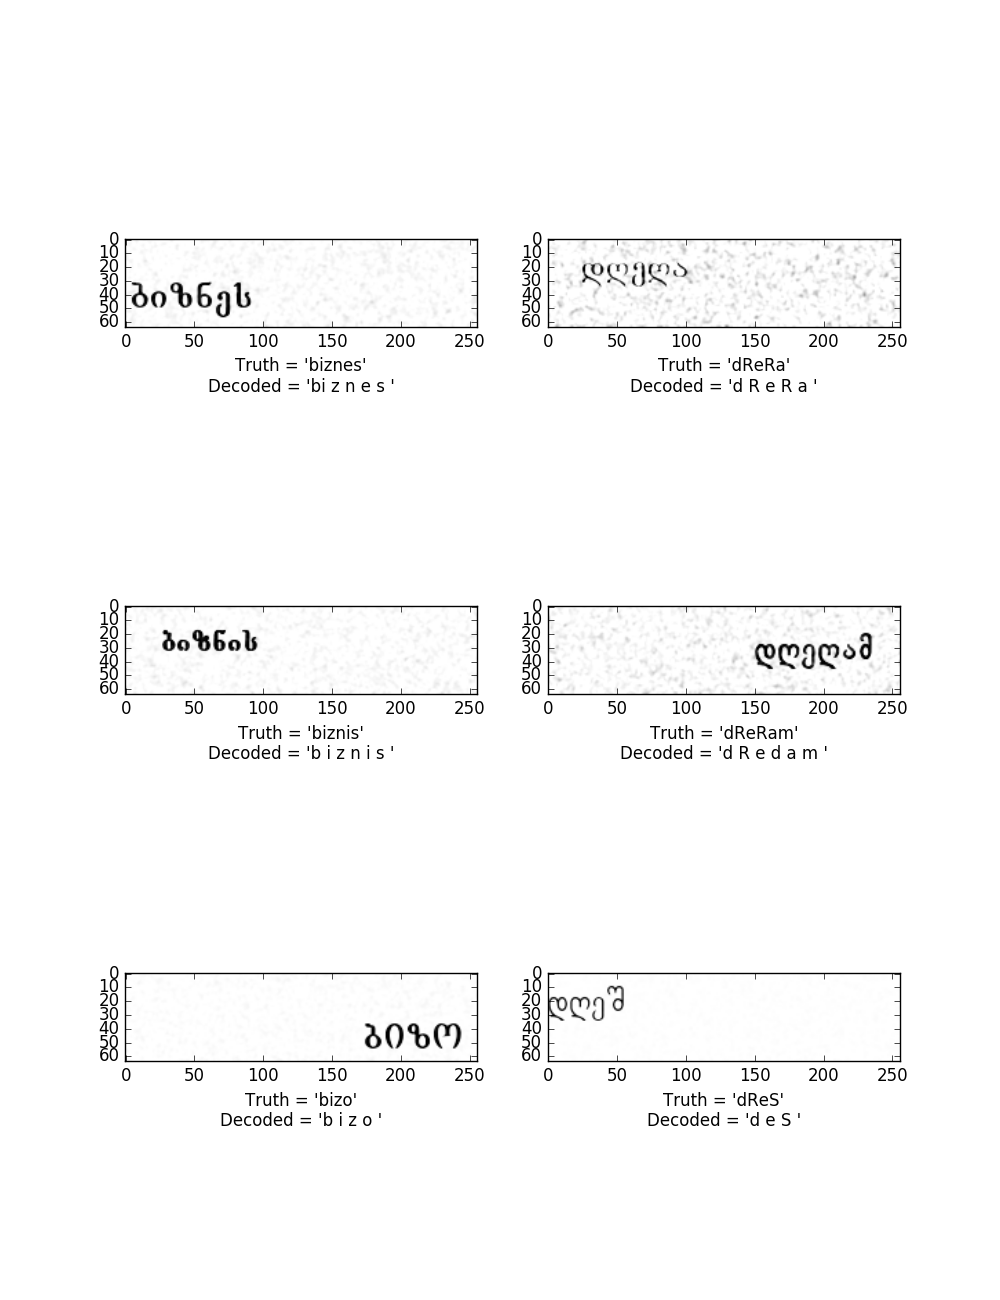 0
10
20
30
40
50
60
ბიზნეს
0 50 100 150 200 250
Truth = 'biznes'
Decoded = 'bi z n e s '
0
10
20
30
40
50
60
დღეღა
0 50 100 150 200 250
Truth = 'dReRa'
Decoded = 'd R e R a '
0
10
20
30
40
50
60
ბიზნის
0 50 100 150 200 250
Truth = 'biznis'
Decoded = 'b i z n i s '
0
10
20
30
40
50
60
დღეღამ
0 50 100 150 200 250
Truth = 'dReRam'
Decoded = 'd R e d a m '
0
10
20
30
40
50
60
ბიზო
0 50 100 150 200 250
Truth = 'bizo'
Decoded = 'b i z o '
0
10
20
30
40
50
60
დღეშ
0 50 100 150 200 250
Truth = 'dReS'
Decoded = 'd e S '